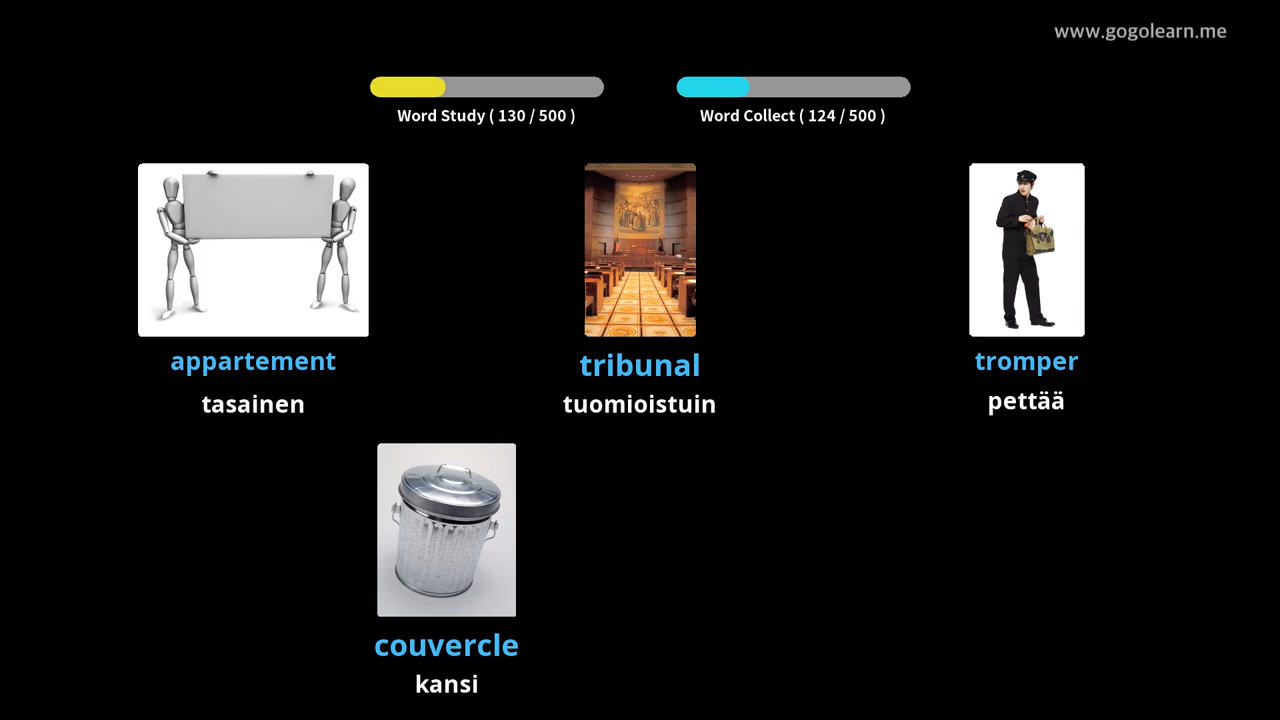 www.gogolearn.me
Word Study ( 130 / 500 )
Word Collect ( 124 / 500 )
appartement
tasainen
tribunal
tuomioistuin
tromper
pettää
couvercle
kansi